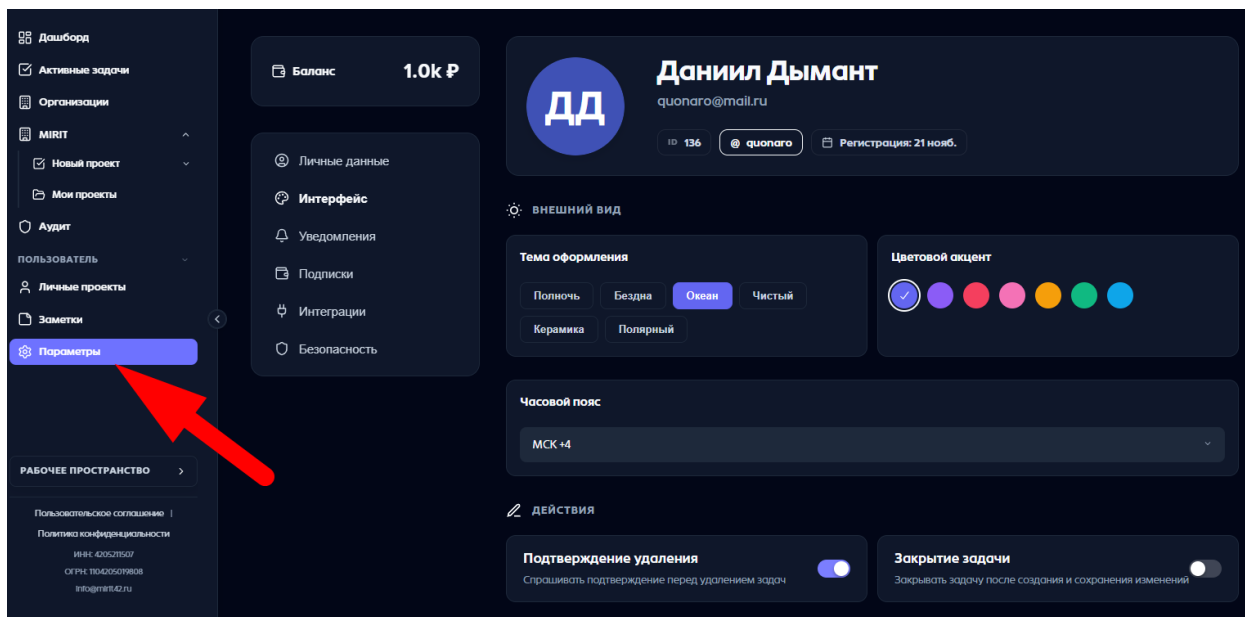 Дашборд
Активные задачи
Организации
MIRIT
Новый проект
Мои проекты
Аудит
ПОЛЬЗОВАТЕЛЬ
Личные проекты
Заметки
Параметры
РАБОЧЕЕ ПРОСТРАНСТВО
Пользовательское соглашение |
Политика конфиденциальности
ИНН: 4205211507
ОГРН: 1104205019808
info@mirit42.ru
Баланс 1.0k ₽
Личные данные
Интерфейс
Уведомления
Подписки
Интеграции
Безопасность
ДД
Даниил Дымант
quonaro@mail.ru
ID 136 @ quonaro Регистрация: 21 нояб.
ВНЕШНИЙ ВИД
Тема оформления
Полночь Бездна Океан Чистый
Керамика Полярный
Цветовой акцент
Часовой пояс
МСК +4
ДЕЙСТВИЯ
Подтверждение удаления
Спрашивать подтверждение перед удалением задач
Закрытие задачи
Закрывать задачу после создания и сохранения изменений